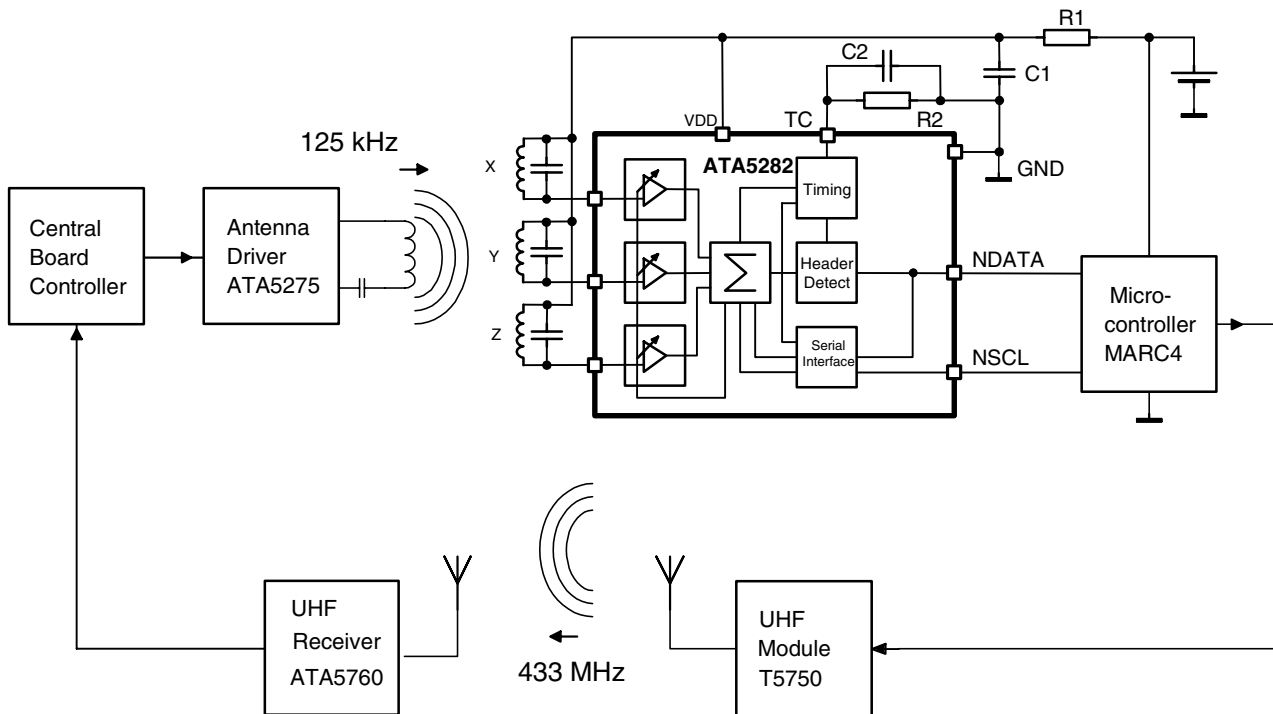 R1
C2
C1
VDD
TC
R2
125 kHz
ATA5282
GND
X
Timing
Central
Board
Controller
Antenna
Driver
ATA5275
Y
Σ
Header
Detect
NDATA
Micro-
controller
MARC4
Z
Serial
Interface
NSCL
UHF
Receiver
ATA5760
433 MHz
UHF
Module
T5750